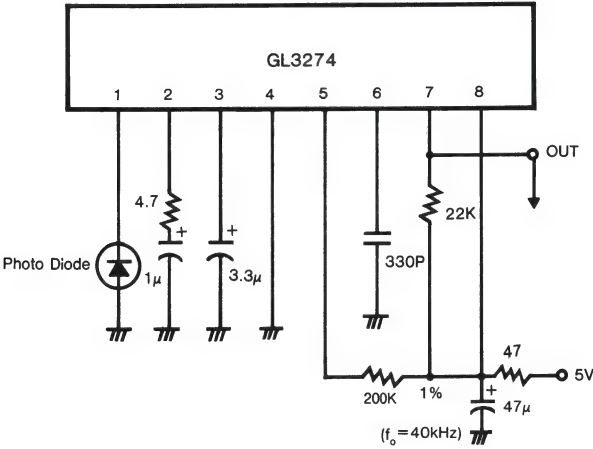 GL3274
1 2 3 4 5 6 7 8
OUT
4.7
+
+
22K
Photo Diode
1μ
3.3μ
330P
47
5V
200K
1%
+
47μ
(fo = 40kHz)